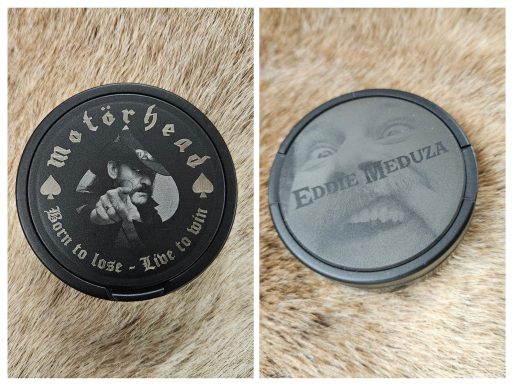 Motörhead
Born to lose - Live to win
EDDIE MEDUZA